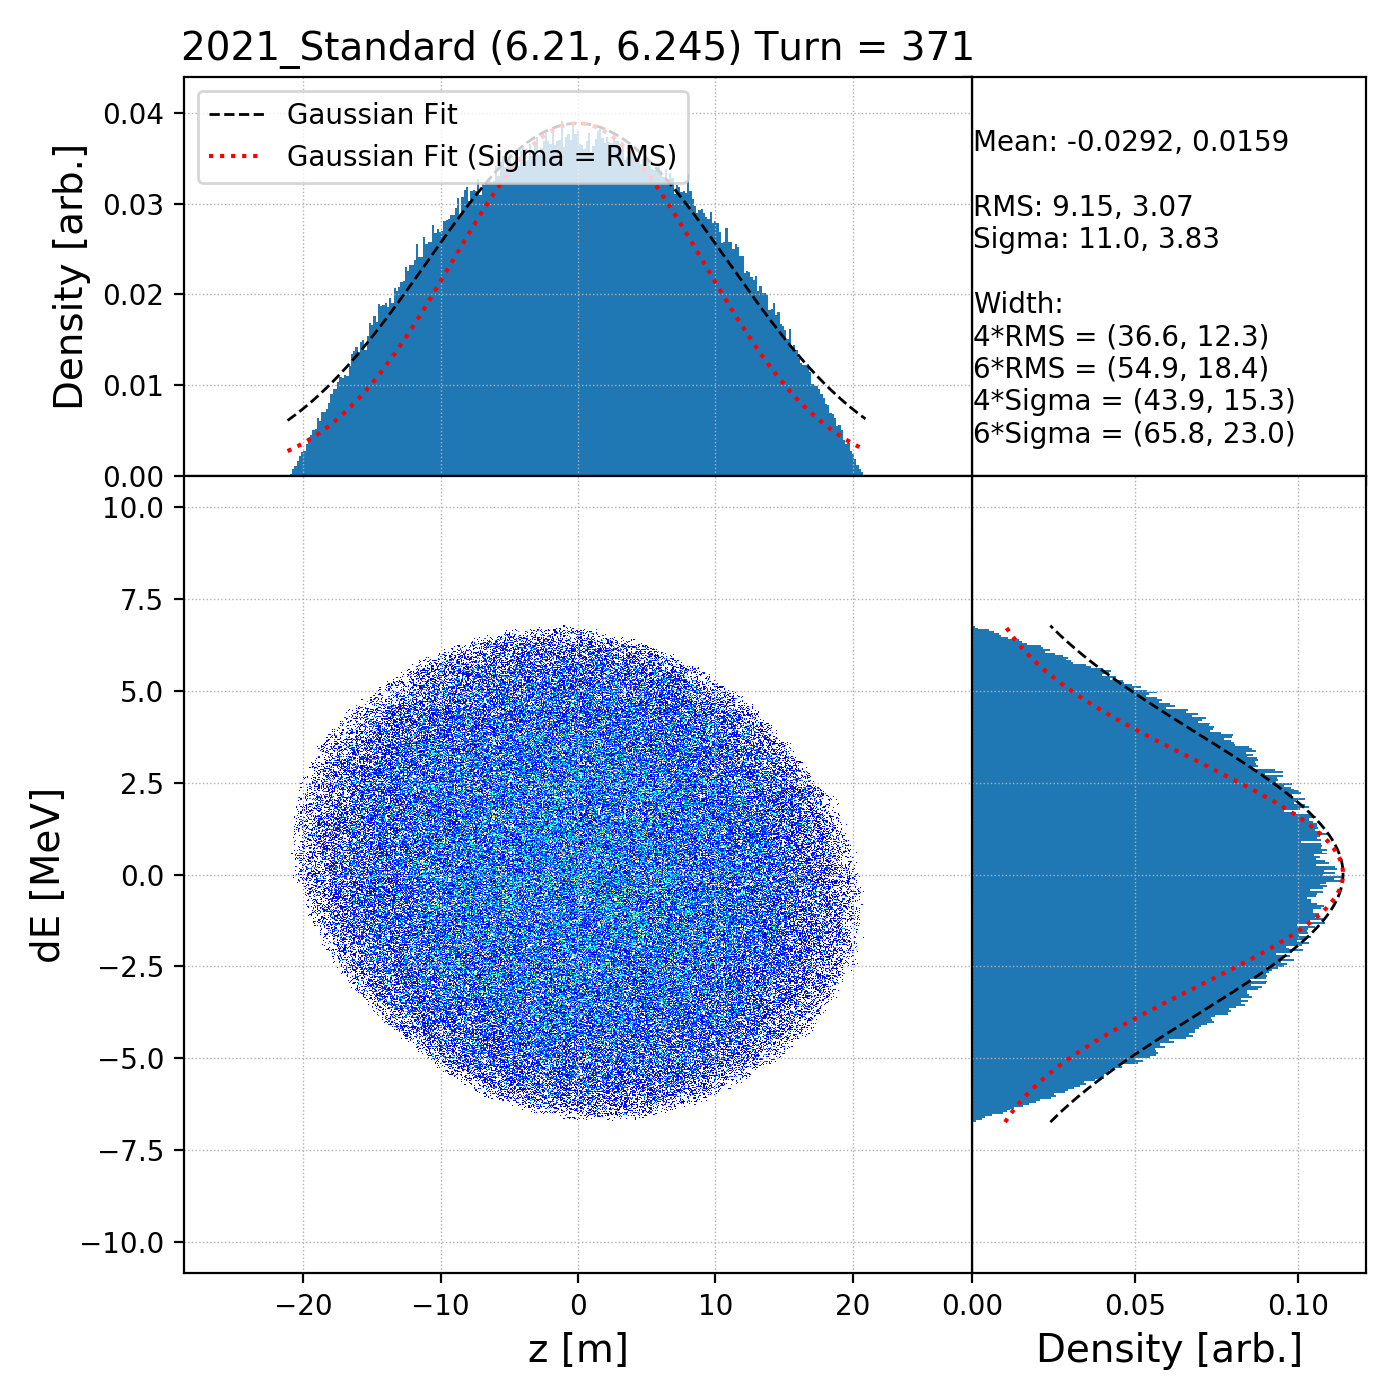 2021_Standard (6.21, 6.245) Turn = 371
Gaussian Fit
Gaussian Fit (Sigma = RMS)
Density [arb.]
0.04
0.03
0.02
0.01
0.00
Mean: -0.0292, 0.0159
RMS: 9.15, 3.07
Sigma: 11.0, 3.83
Width:
4*RMS = (36.6, 12.3)
6*RMS = (54.9, 18.4)
4*Sigma = (43.9, 15.3)
6*Sigma = (65.8, 23.0)
dE [MeV]
10.0
7.5
5.0
2.5
0.0
−2.5
−5.0
−7.5
−10.0
−20 −10 0 10 20
z [m]
0.00 0.05 0.10
Density [arb.]